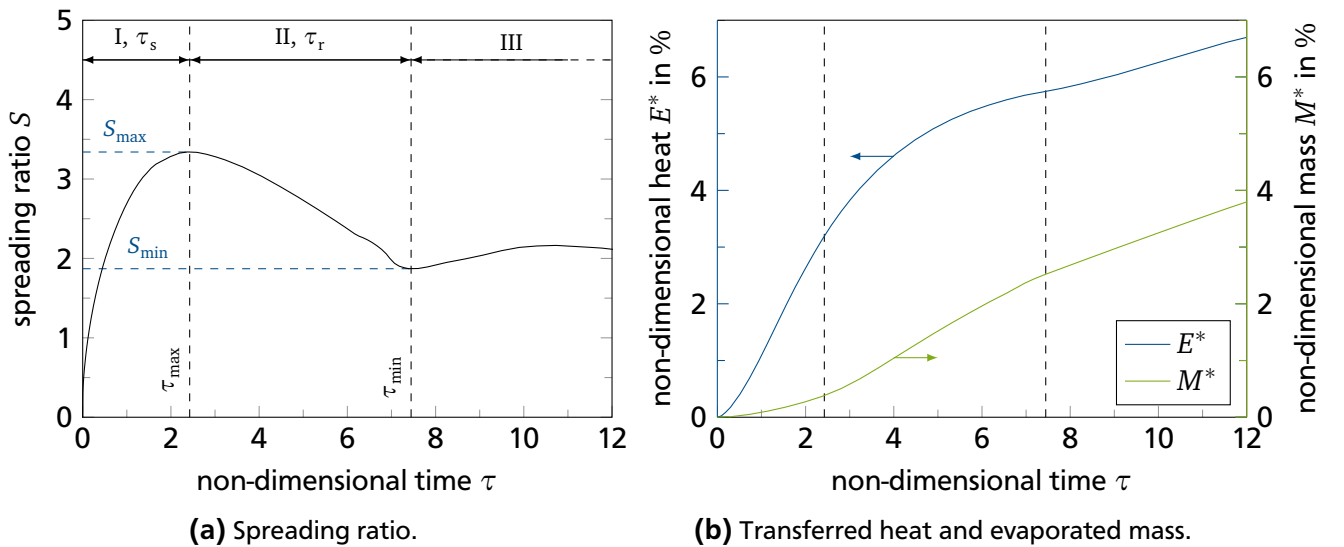 I, τs
II, τr
III
Smax
Smin
τmax
τmin
5
4
3
2
1
0
0 2 4 6 8 10 12
spreading ratio S
non-dimensional time τ
(a) Spreading ratio.
non-dimensional heat E* in %
6
4
2
0
0 2 4 6 8 10 12
6
4
2
0
non-dimensional mass M* in %
E*
M*
non-dimensional time τ
(b) Transferred heat and evaporated mass.